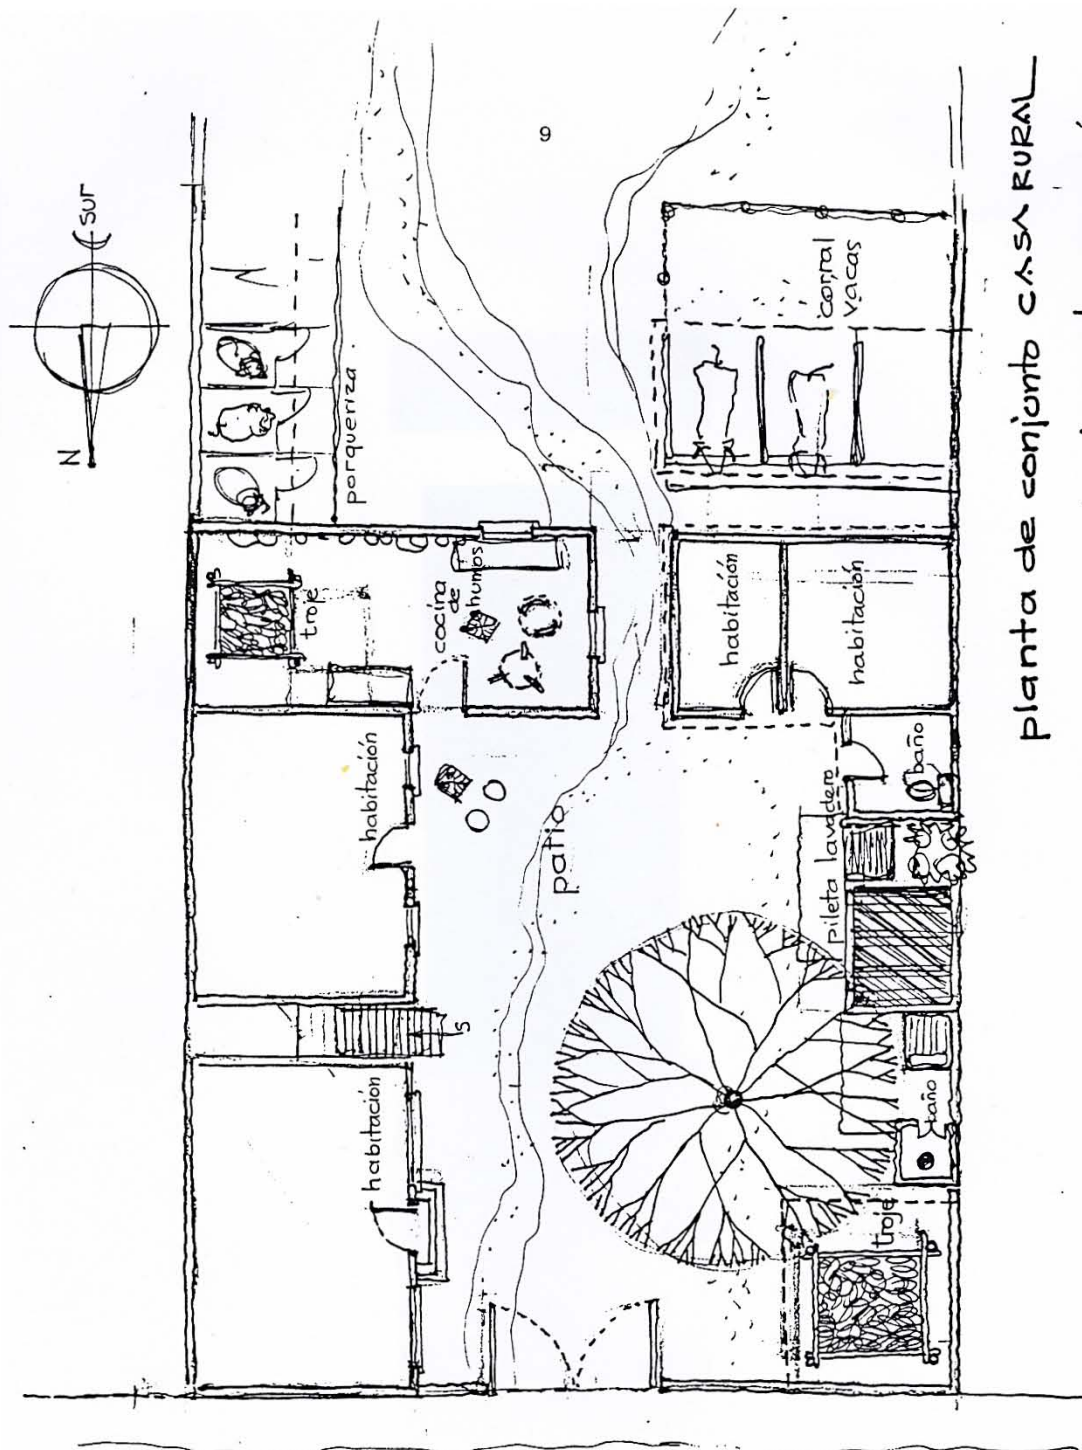 N
SUR
porqueriza
troje
habitación
habitación
S
cocina
de
humos
9
patio
habitación
habitación
corral
vacas
pileta lavadero
baño
baño
troje
planta de conjunto CASA RURAL